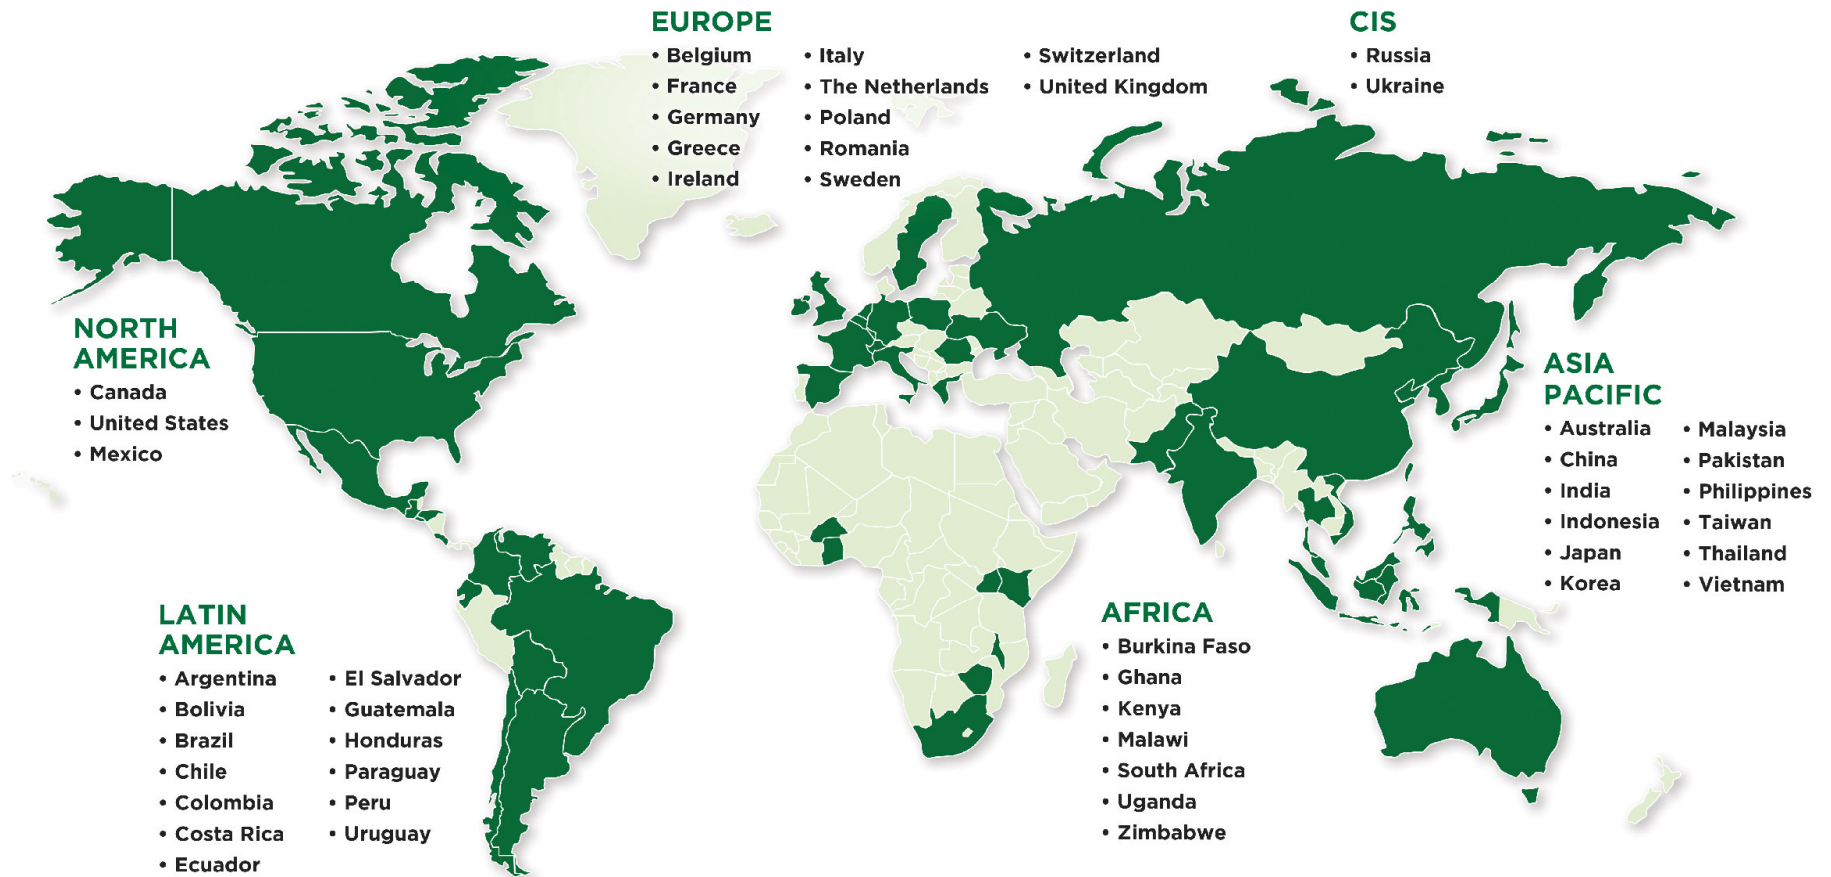 EUROPE
• Belgium
• France
• Germany
• Greece
• Ireland
• Italy
• The Netherlands
• Poland
• Romania
• Sweden
• Switzerland
• United Kingdom
CIS
• Russia
• Ukraine
NORTH
AMERICA
• Canada
• United States
• Mexico
ASIA
PACIFIC
• Australia
• China
• India
• Indonesia
• Japan
• Korea
• Malaysia
• Pakistan
• Philippines
• Taiwan
• Thailand
• Vietnam
LATIN
AMERICA
• Argentina
• Bolivia
• Brazil
• Chile
• Colombia
• Costa Rica
• Ecuador
• El Salvador
• Guatemala
• Honduras
• Paraguay
• Peru
• Uruguay
AFRICA
• Burkina Faso
• Ghana
• Kenya
• Malawi
• South Africa
• Uganda
• Zimbabwe